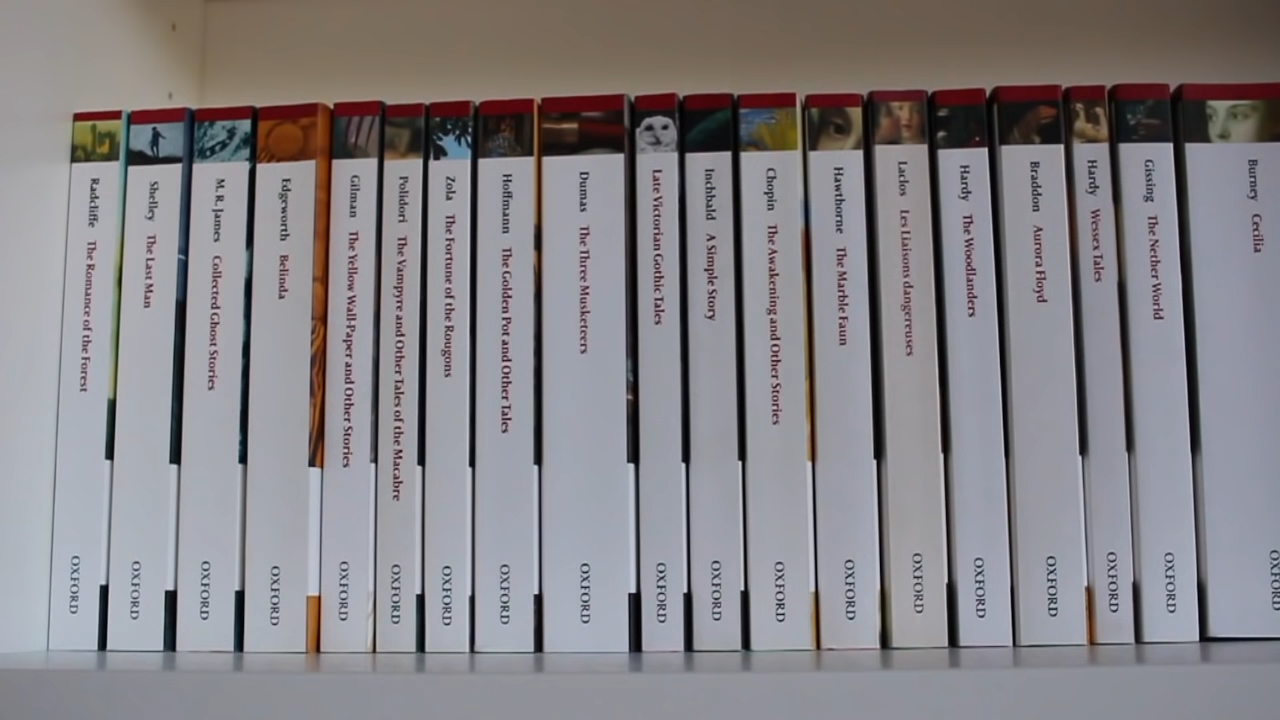 Radcliffe The Romance of the Forest
OXFORD
Shelley The Last Man
OXFORD
M. R. James Collected Ghost Stories
OXFORD
Edgeworth Belinda
OXFORD
Gilman The Yellow Wall-Paper and Other Stories
OXFORD
Polidori The Vampyre and Other Tales of the Macabre
OXFORD
Zola The Fortune of the Rougons
OXFORD
Hoffmann The Golden Pot and Other Tales
OXFORD
Dumas The Three Musketeers
OXFORD
Late Victorian Gothic Tales
OXFORD
Inchbald A Simple Story
OXFORD
Chopin The Awakening and Other Stories
OXFORD
Hawthorne The Marble Faun
OXFORD
Laclos Les Liaisons dangereuses
OXFORD
Hardy The Woodlanders
OXFORD
Braddon Aurora Floyd
OXFORD
Hardy Wessex Tales
OXFORD
Gissing The Nether World
OXFORD
Burney Cecilia
OXFORD